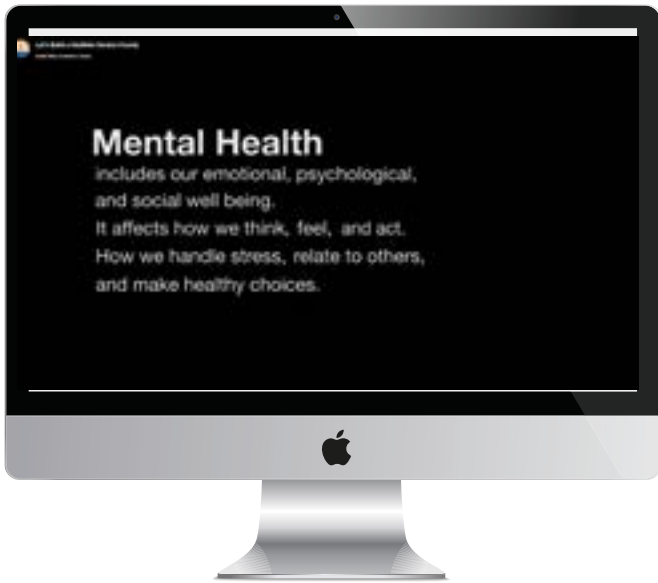 Mental Health
includes our emotional, psychological,
and social well being.
It affects how we think, feel, and act.
How we handle stress, relate to others,
and make healthy choices.